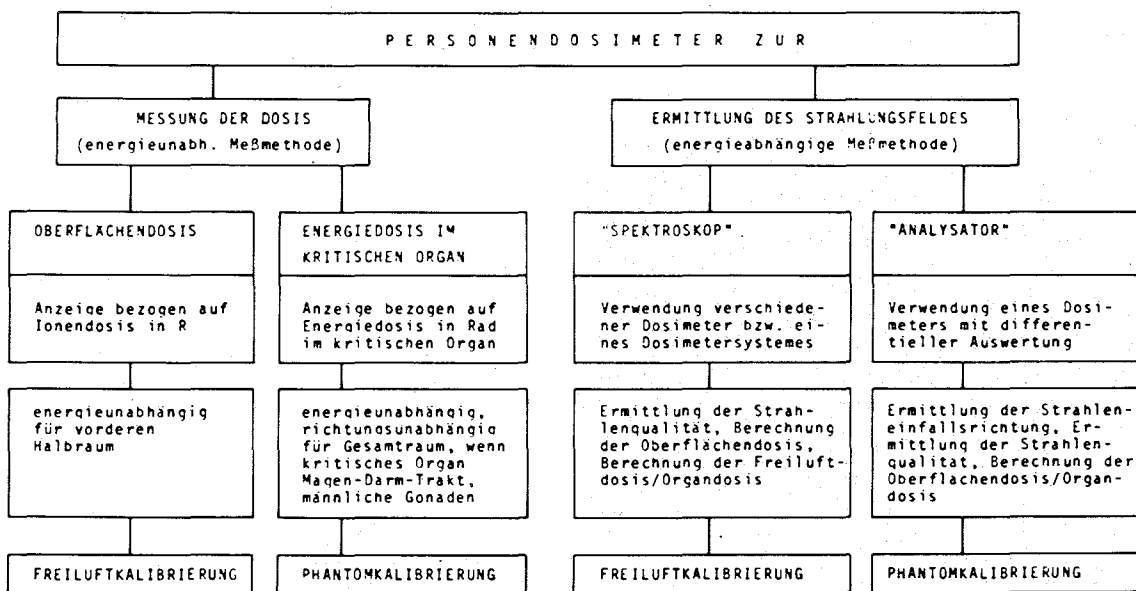 PERSONENDOSIMETER ZUR
MESSUNG DER DOSIS
(energieunabh. Meßmethode)
ERMITTLUNG DES STRAHLUNGSFELDES
(energieabhängige Meßmethode)
OBERFLÄCHENDOSIS
ENERGIEDOSIS IM
KRITISCHEN ORGAN
"SPEKTROSKOP"
"ANALYSATOR"
Anzeige bezogen auf
Ionendosis in R
Anzeige bezogen auf
Energiedosis in Rad
im kritischen Organ
Verwendung verschiede-
ner Dosimeter bzw. ei-
nes Dosimetersystemes
Verwendung eines Dosi-
meters mit differen-
tieller Auswertung
energieunabhängig
für vorderen
Halbraum
energieunabhängig,
richtungsunabhängig
für Gesamtraum, wenn
kritisches Organ
Magen-Darm-Trakt,
männliche Gonaden
Ermittlung der Strah-
lenqualität, Berechnung
der Oberflächendosis,
Berechnung der Freiluft-
dosis/Organdosis
Ermittlung der Strahlen-
einfallsrichtung, Er-
mittlung der Strahlen-
qualität, Berechnung der
Oberflächendosis/Organ-
dosis
FREILUFTKALIBRIERUNG
PHANTOMKALIBRIERUNG
FREILUFTKALIBRIERUNG
PHANTOMKALIBRIERUNG